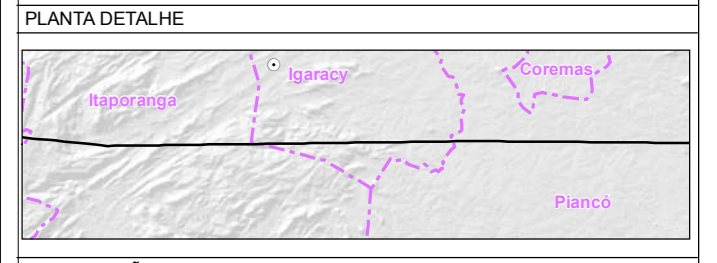 PLANTA DETALHE
Igaracy
Coremas
Itaporanga
Piancó